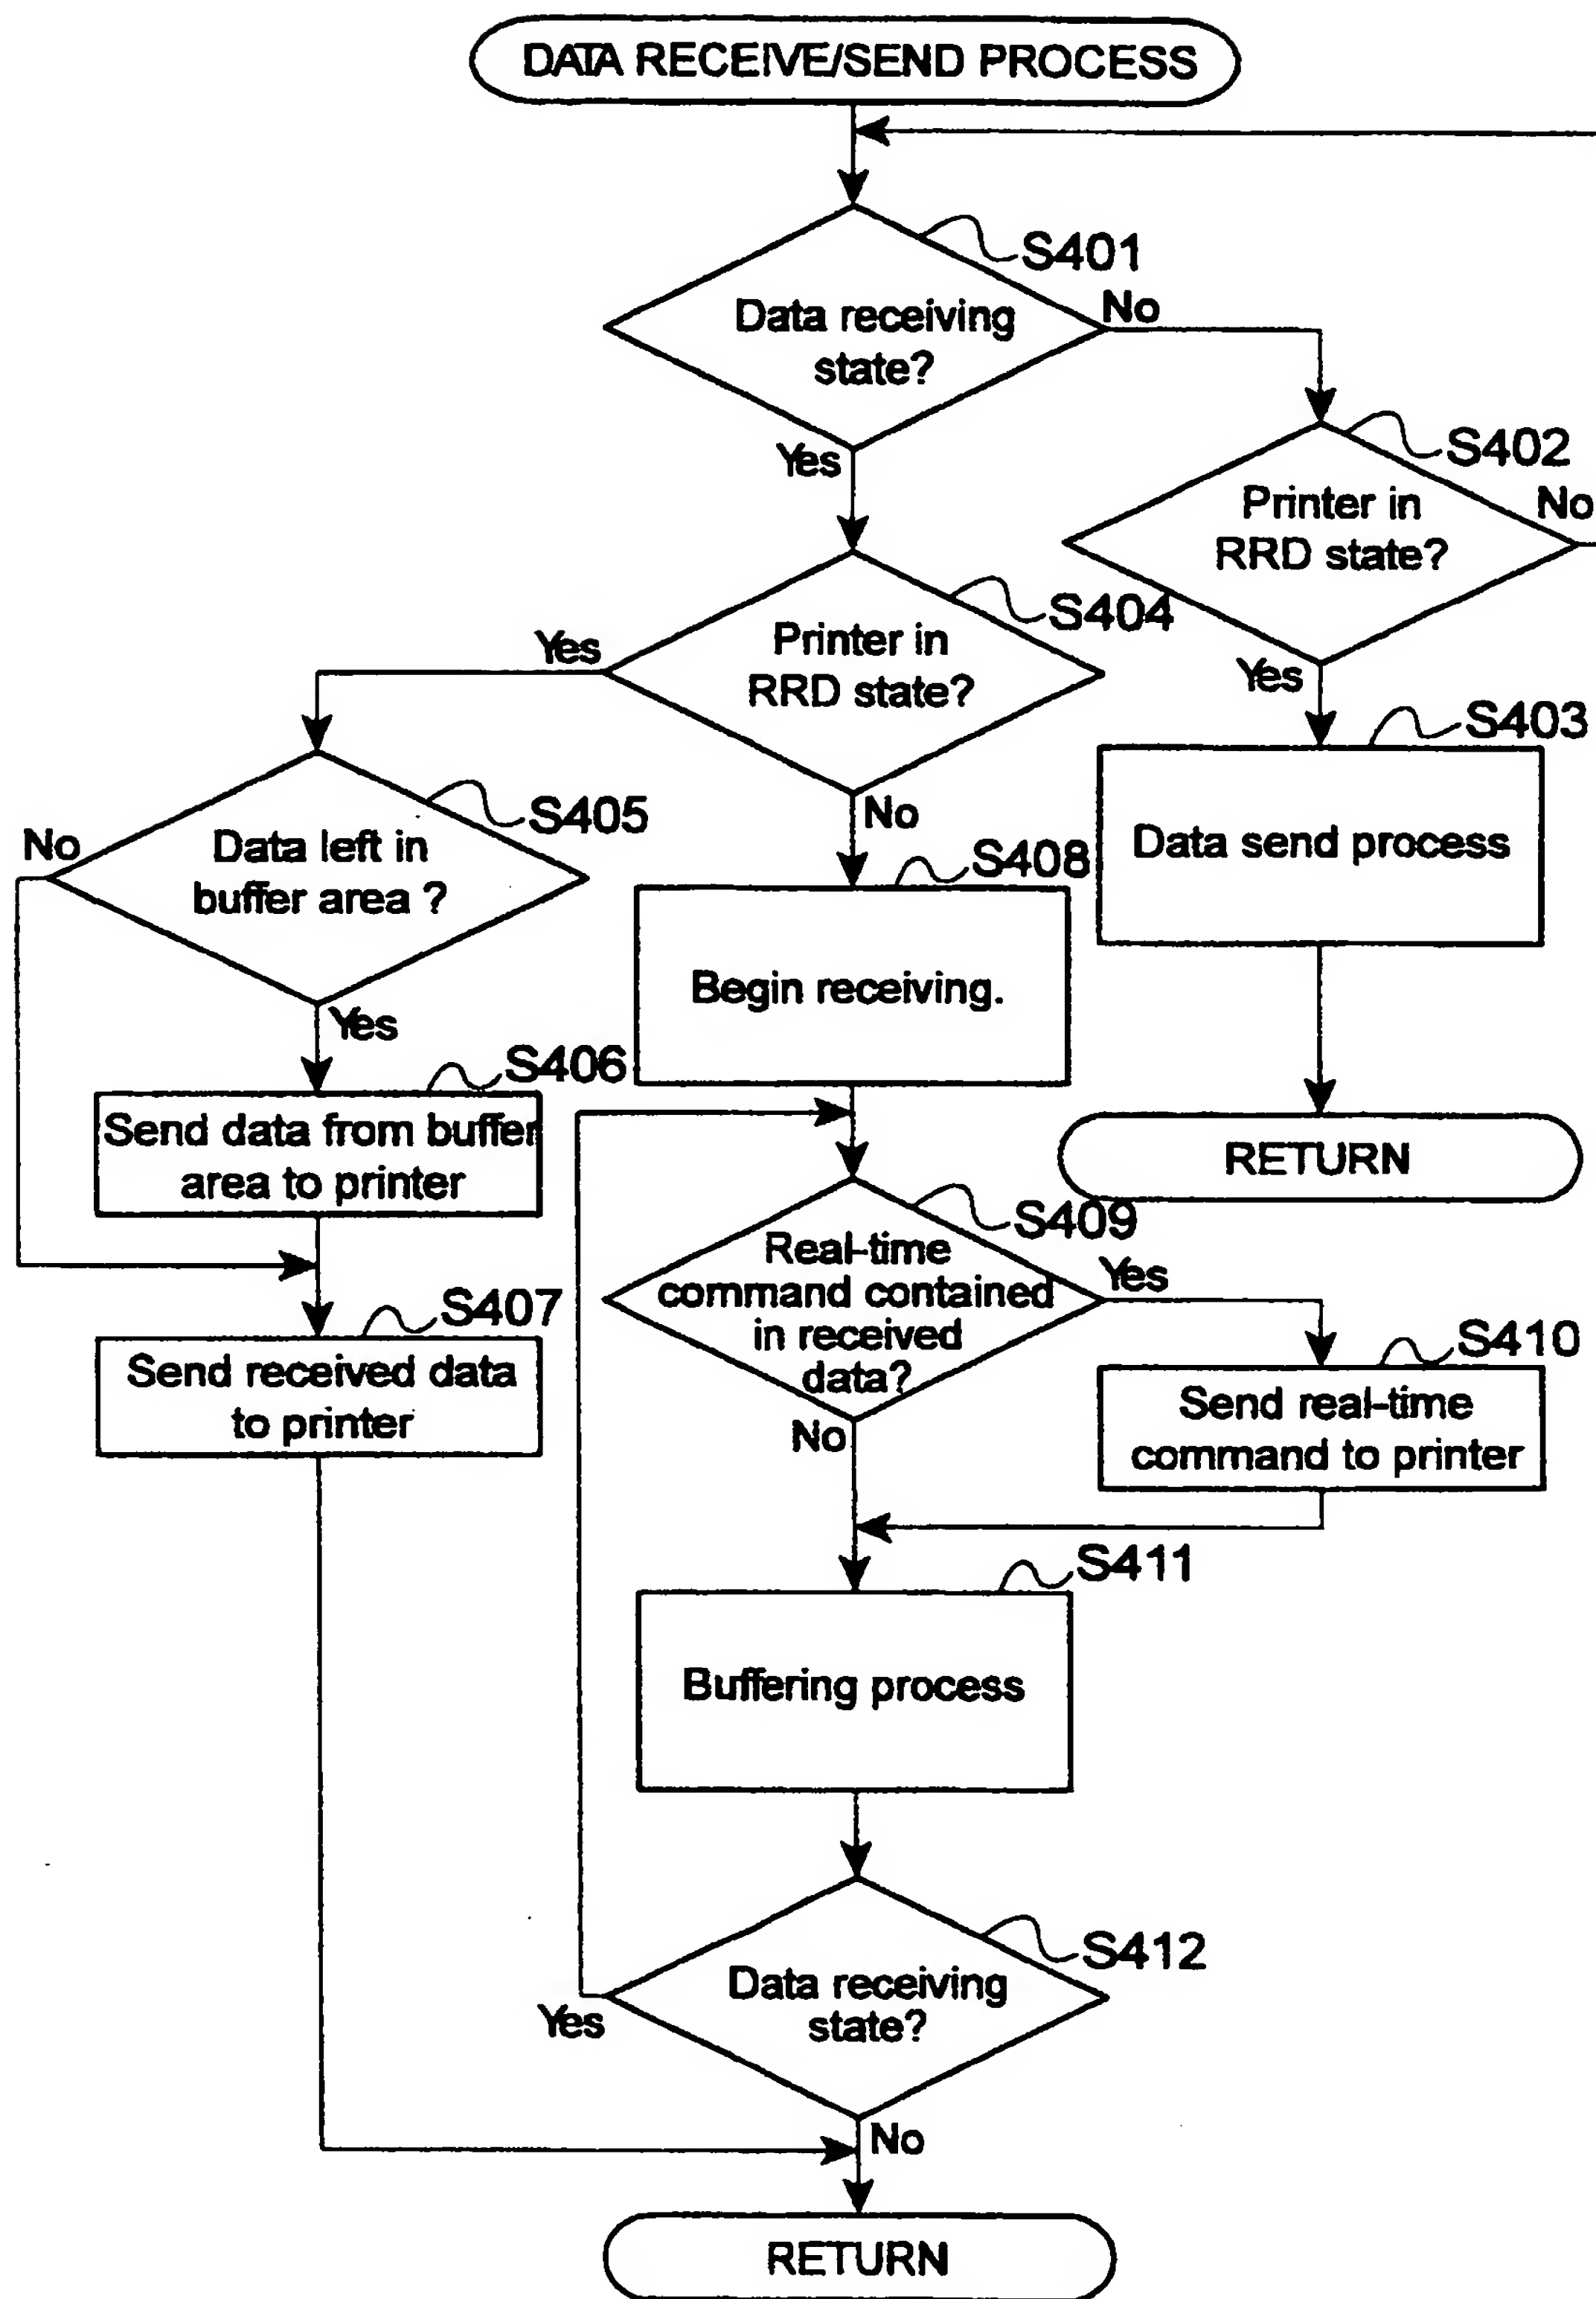 DATA RECEIVE/SEND PROCESS
S401
Data receiving
state?
No
Yes
S402
Printer in
RRD state?
No
Yes
S403
Data send process
RETURN
S404
Printer in
RRD state?
Yes
No
S405
Data left in
buffer area ?
No
Yes
S406
Send data from buffer
area to printer
S407
Send received data
to printer
S408
Begin receiving.
S409
Real-time
command contained
in received
data?
Yes
No
S410
Send real-time
command to printer
S411
Buffering process
S412
Data receiving
state?
Yes
No
RETURN